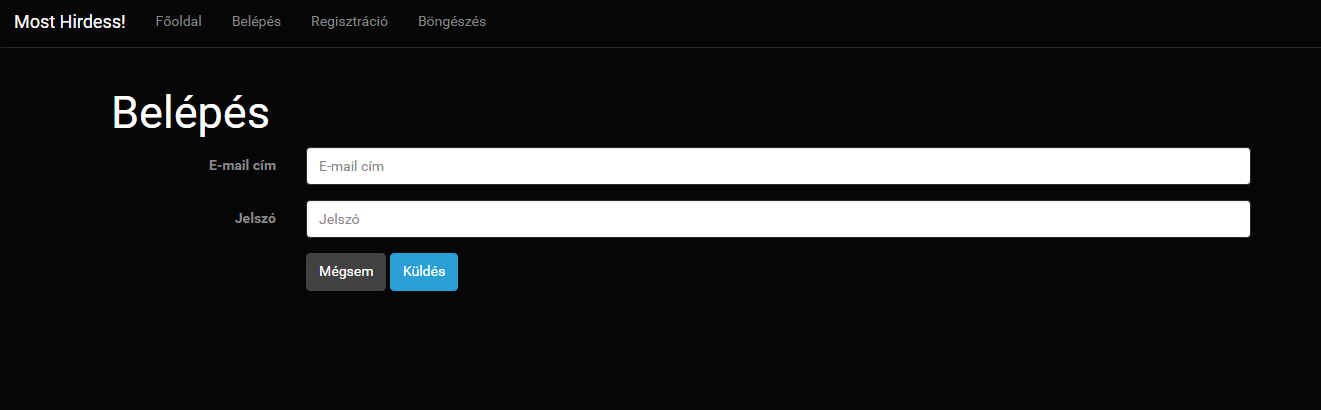 Most Hirdess! Főoldal Belépés Regisztráció Böngészés
Belépés
E-mail cím E-mail cím
Jelszó Jelszó
Mégsem Küldés